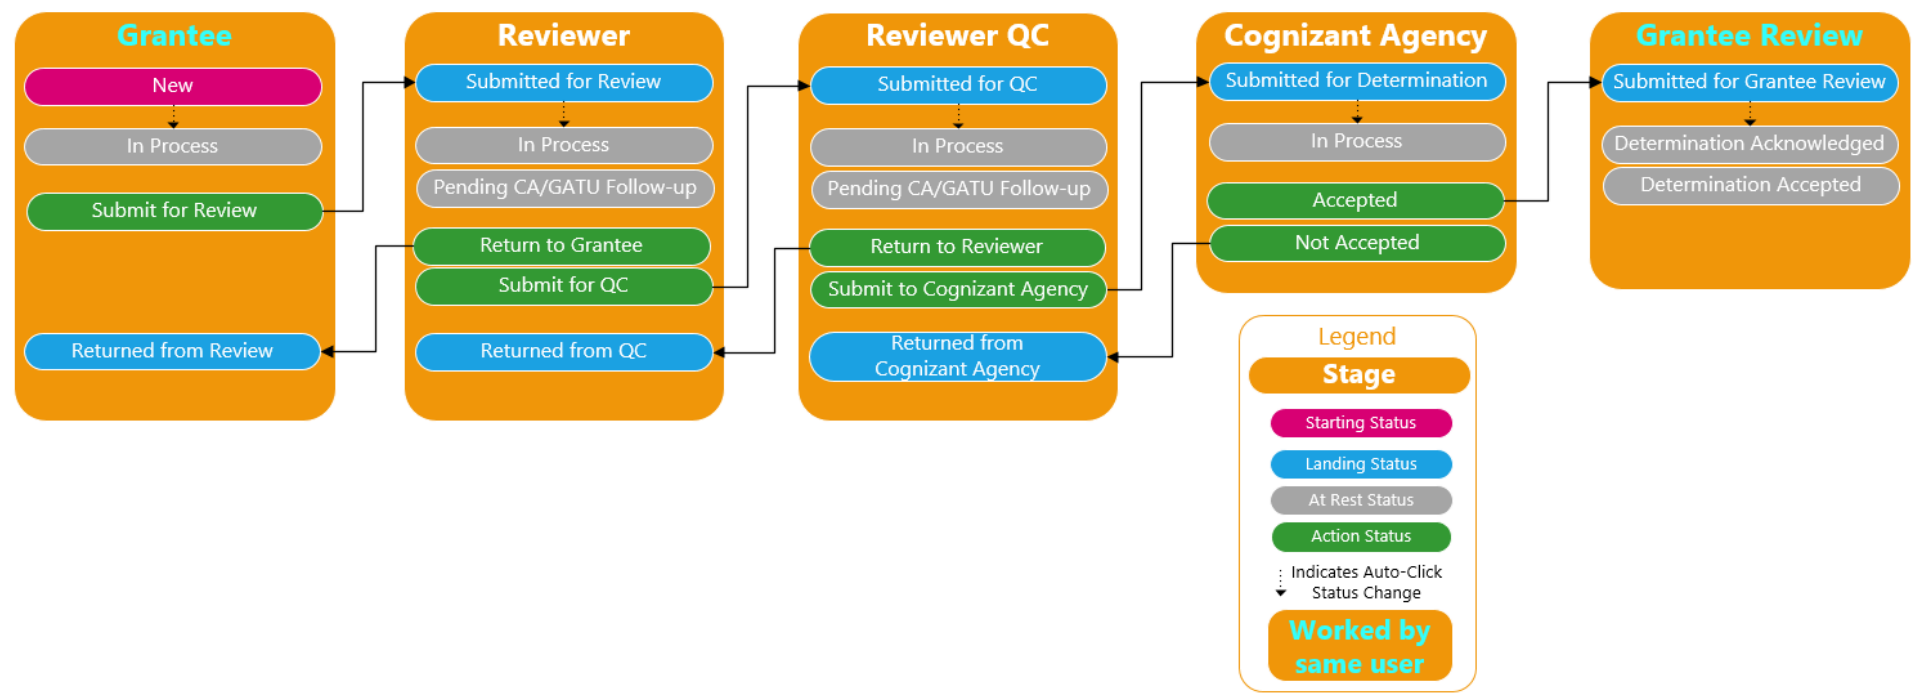 Grantee
New
In Process
Submit for Review
Returned from Review
Reviewer
Submitted for Review
In Process
Pending CA/GATU Follow-up
Return to Grantee
Submit for QC
Returned from QC
Reviewer QC
Submitted for QC
In Process
Pending CA/GATU Follow-up
Return to Reviewer
Submit to Cognizant Agency
Returned from
Cognizant Agency
Cognizant Agency
Submitted for Determination
In Process
Accepted
Not Accepted
Grantee Review
Submitted for Grantee Review
Determination Acknowledged
Determination Accepted
Legend
Stage
Starting Status
Landing Status
At Rest Status
Action Status
Indicates Auto-Click
Status Change
Worked by
same user